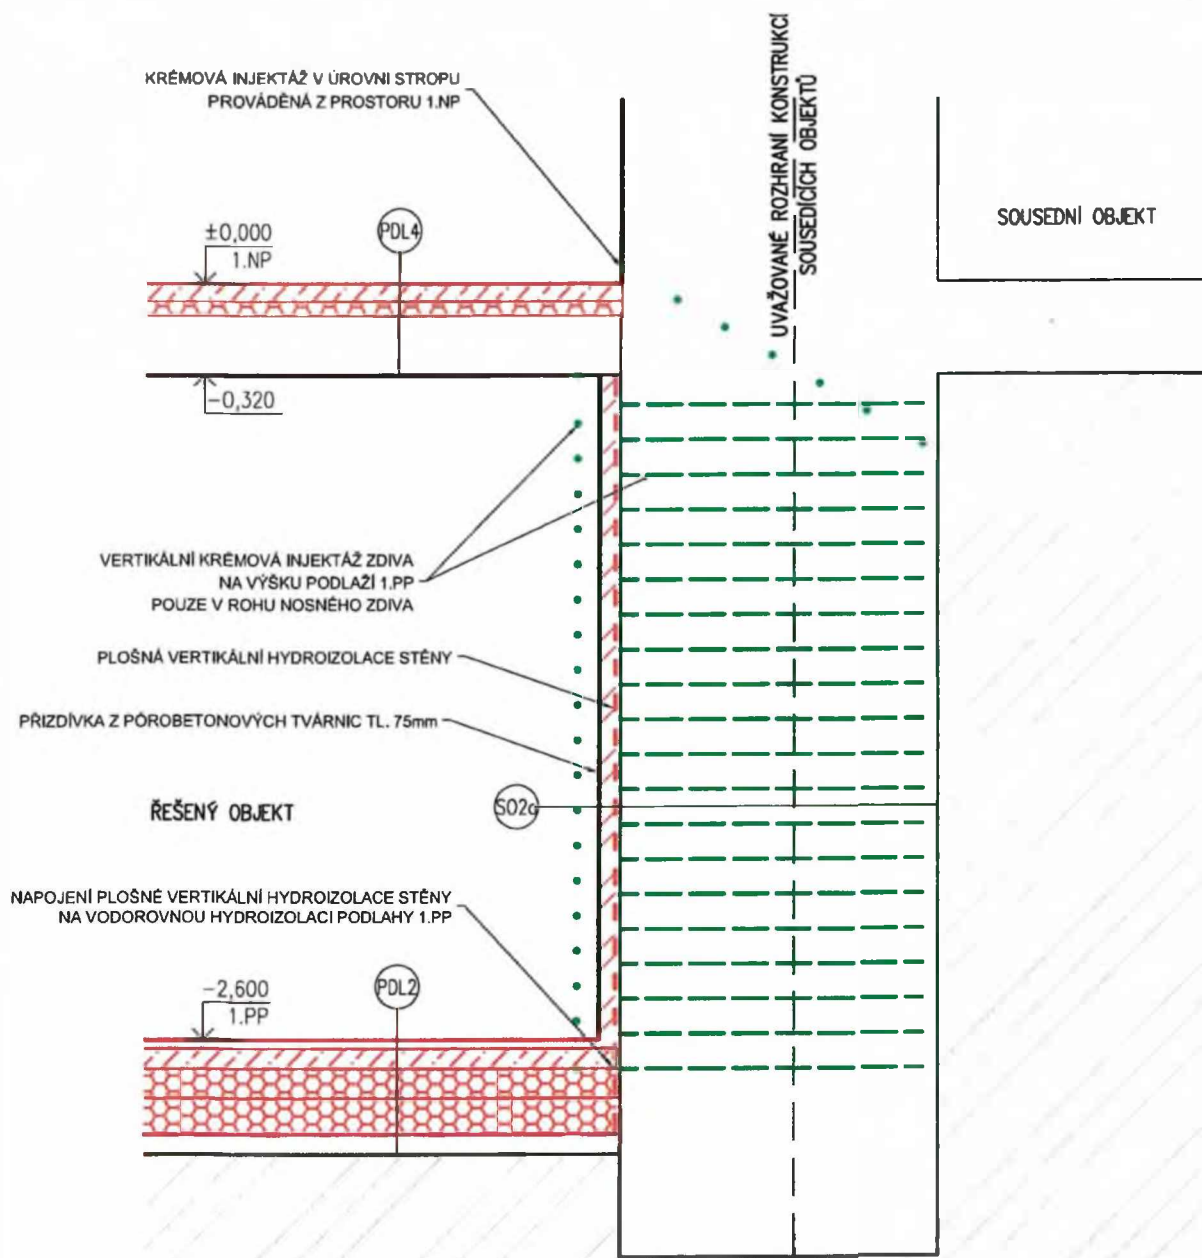 KRÉMOVÁ INJEKTÁŽ V ÚROVNI STROPU
PROVÁDĚNÁ Z PROSTORU 1.NP
UVAŽOVANÉ ROZHRANÍ KONSTRUKCÍ
SOUSEDÍCÍCH OBJEKTŮ
SOUSEDNÍ OBJEKT
±0,000
1.NP
PDL4
-0,320
VERTIKÁLNÍ KRÉMOVÁ INJEKTÁŽ ZDIVA
NA VÝŠKU PODLAŽÍ 1.PP
POUZE V ROHU NOSNÉHO ZDIVA
PLOŠNÁ VERTIKÁLNÍ HYDROIZOLACE STĚNY
PŘIZDÍVKA Z PÓROBETONOVÝCH TVÁRNIC TL. 75mm
ŘEŠENÝ OBJEKT
SO2a
NAPOJENÍ PLOŠNÉ VERTIKÁLNÍ HYDROIZOLACE STĚNY
NA VODOROVNOU HYDROIZOLACI PODLAHY 1.PP
-2,600
1.PP
PDL2